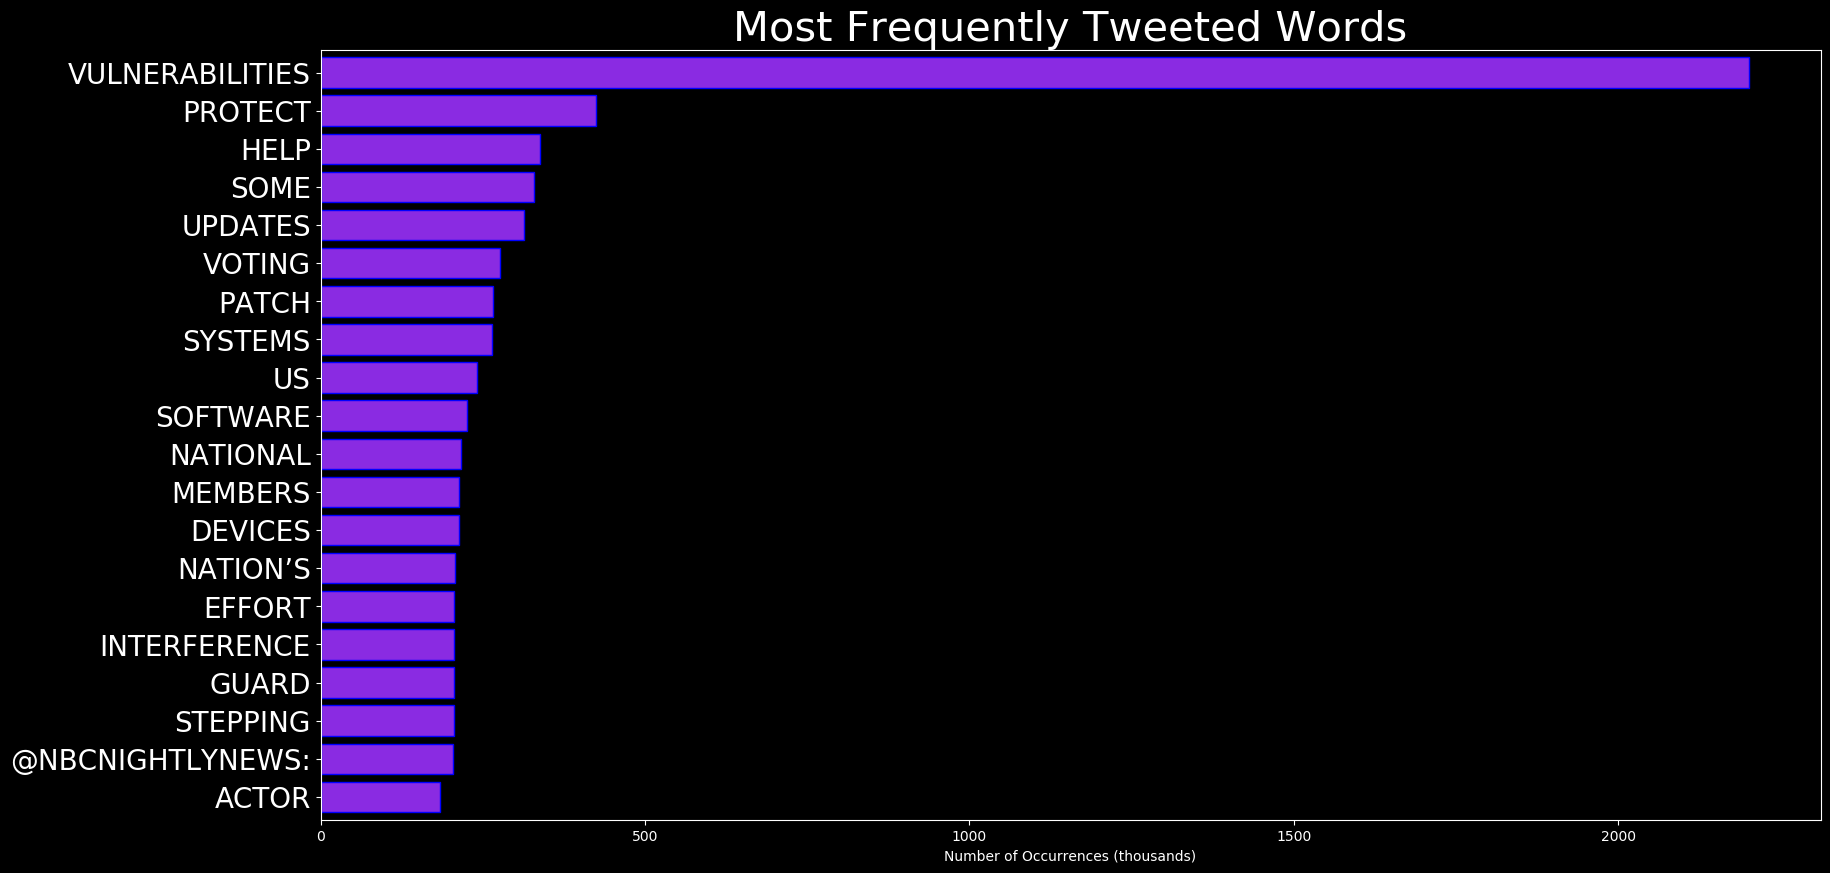 Most Frequently Tweeted Words
VULNERABILITIES
PROTECT
HELP
SOME
UPDATES
VOTING
PATCH
SYSTEMS
US
SOFTWARE
NATIONAL
MEMBERS
DEVICES
NATION’S
EFFORT
INTERFERENCE
GUARD
STEPPING
@NBCNIGHTLYNEWS:
ACTOR
0 500 1000 1500 2000
Number of Occurrences (thousands)